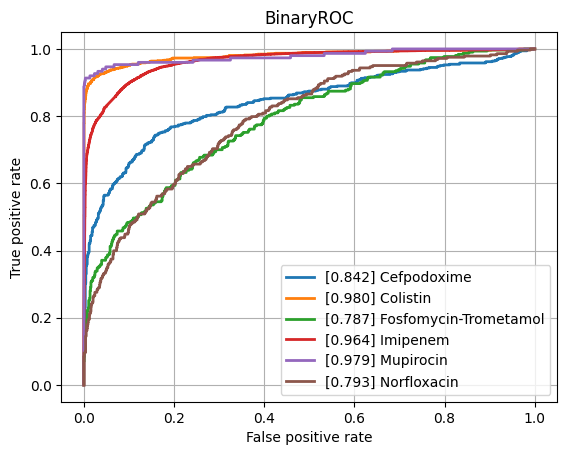 BinaryROC
True positive rate
1.0
0.8
0.6
0.4
0.2
0.0
[0.842] Cefpodoxime
[0.980] Colistin
[0.787] Fosfomycin-Trometamol
[0.964] Imipenem
[0.979] Mupirocin
[0.793] Norfloxacin
0.0 0.2 0.4 0.6 0.8 1.0
False positive rate